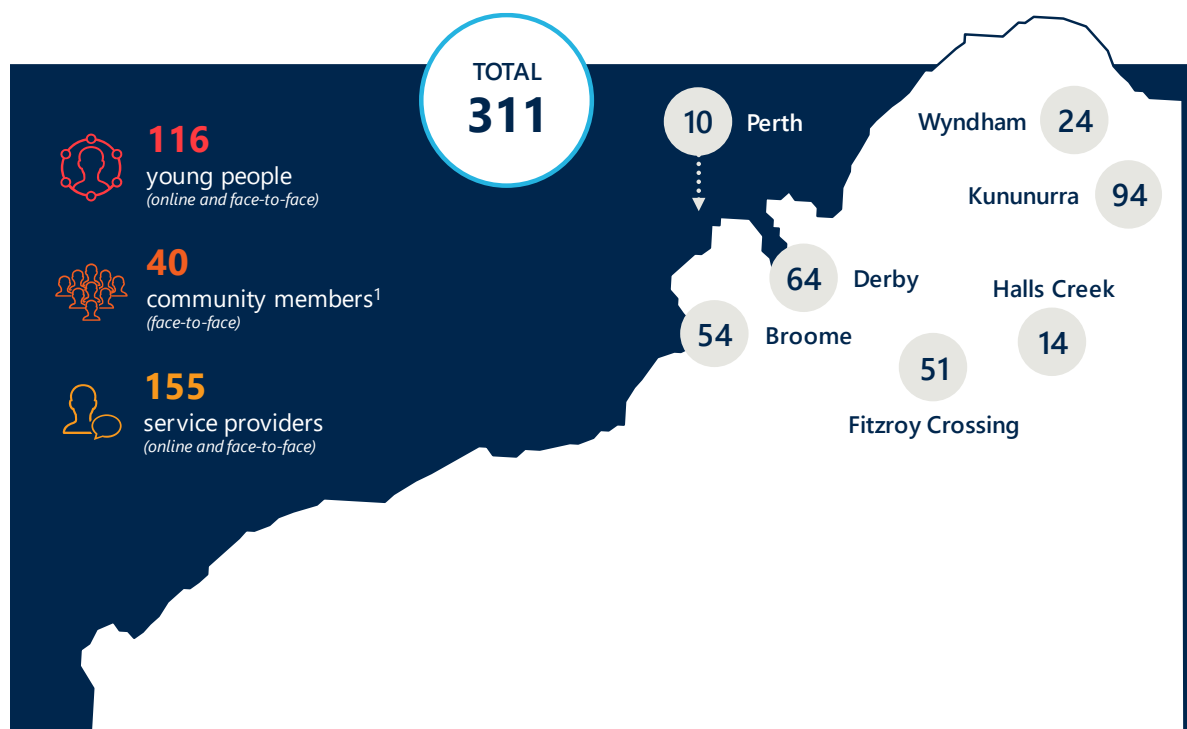 TOTAL
311
116
young people
(online and face-to-face)
40
community members¹
(face-to-face)
155
service providers
(online and face-to-face)
10 Perth
Wyndham 24
Kununurra 94
64 Derby
Halls Creek
14
54 Broome
51
Fitzroy Crossing